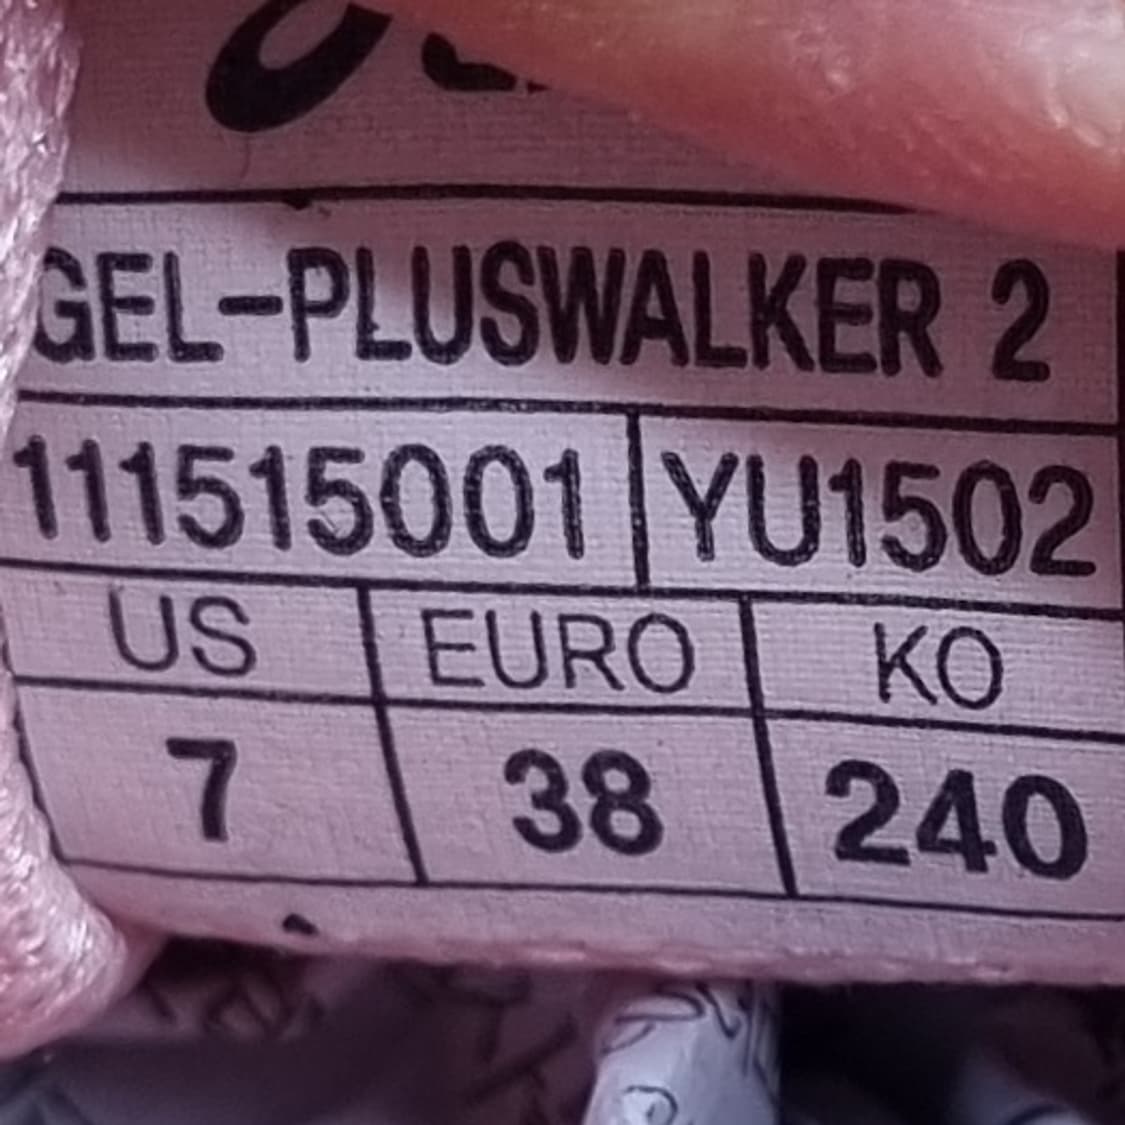 GEL-PLUSWALKER 2
111515001 YU1502
US EURO KO
7 38 240